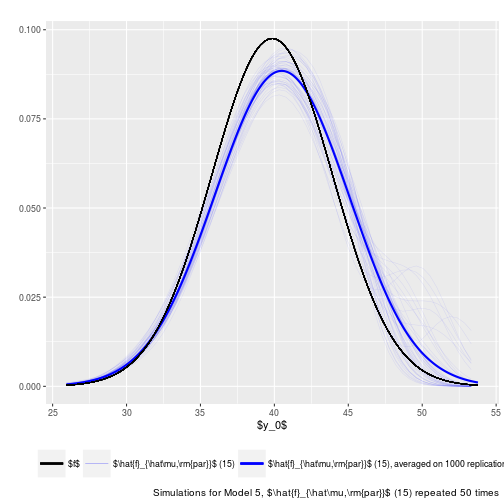 0.100
0.075
0.050
0.025
0.000
25 30 35 40 45 50 55
$y_0$
$f$ $\hat{f}_{\hat\mu,\rm{par}}$ (15) $\hat{f}_{\hat\mu,\rm{par}}$ (15), averaged on 1000 replication
Simulations for Model 5, $\hat{f}_{\hat\mu,\rm{par}}$ (15) repeated 50 times